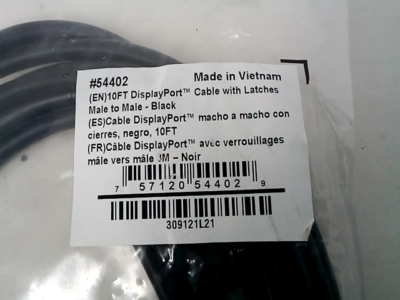 #54402 Made in Vietnam
(EN)10FT DisplayPort™ Cable with Latches
Male to Male - Black
(ES)Cable DisplayPort™ macho a macho con
cierres, negro, 10FT
(FR)Câble DisplayPort™ avec verrouillages
mâle vers mâle 3M – Noir
7 57120 54402 9
309121L21